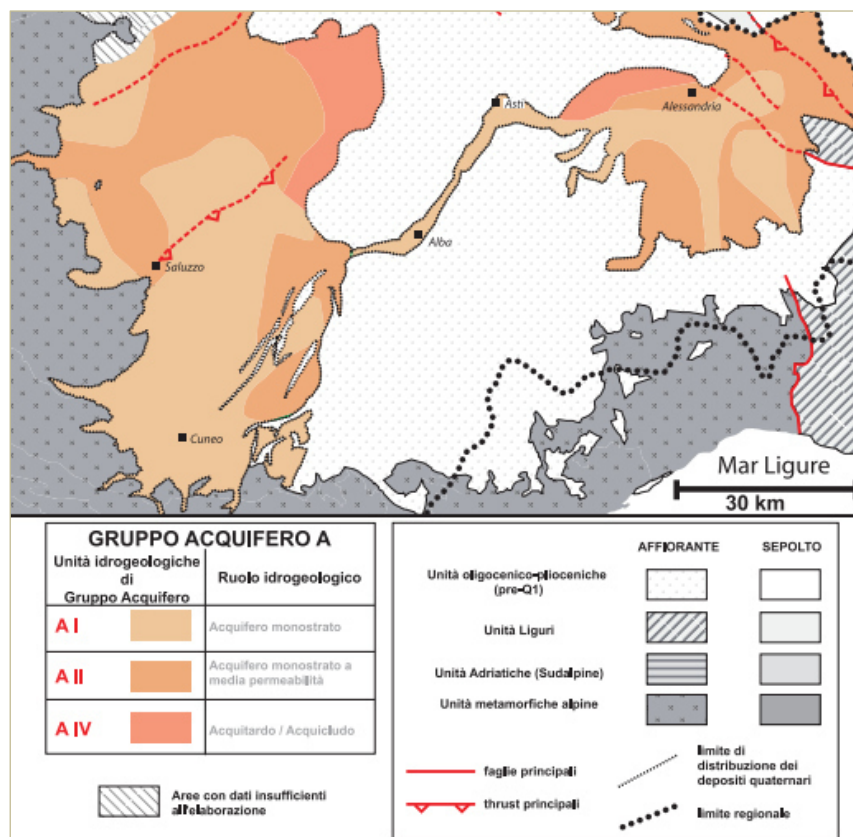 Asti
Alessandria
Alba
Saluzzo
Cuneo
Mar Ligure
30 km
GRUPPO ACQUIFERO A
Unità idrogeologiche
di
Gruppo Acquifero
Ruolo idrogeologico
A I
Acquifero monostrato
A II
Acquifero monostrato a
media permeabilità
A IV
Acquitardo / Acquicludo
Aree con dati insufficienti
all'elaborazione
AFFIORANTE
SEPOLTO
Unità oligocenico-plioceniche
(pre-Q1)
Unità Liguri
Unità Adriatiche (Sudalpine)
Unità metamorfiche alpine
faglie principali
thrust principali
limite di
distribuzione dei
depositi quaternari
limite regionale